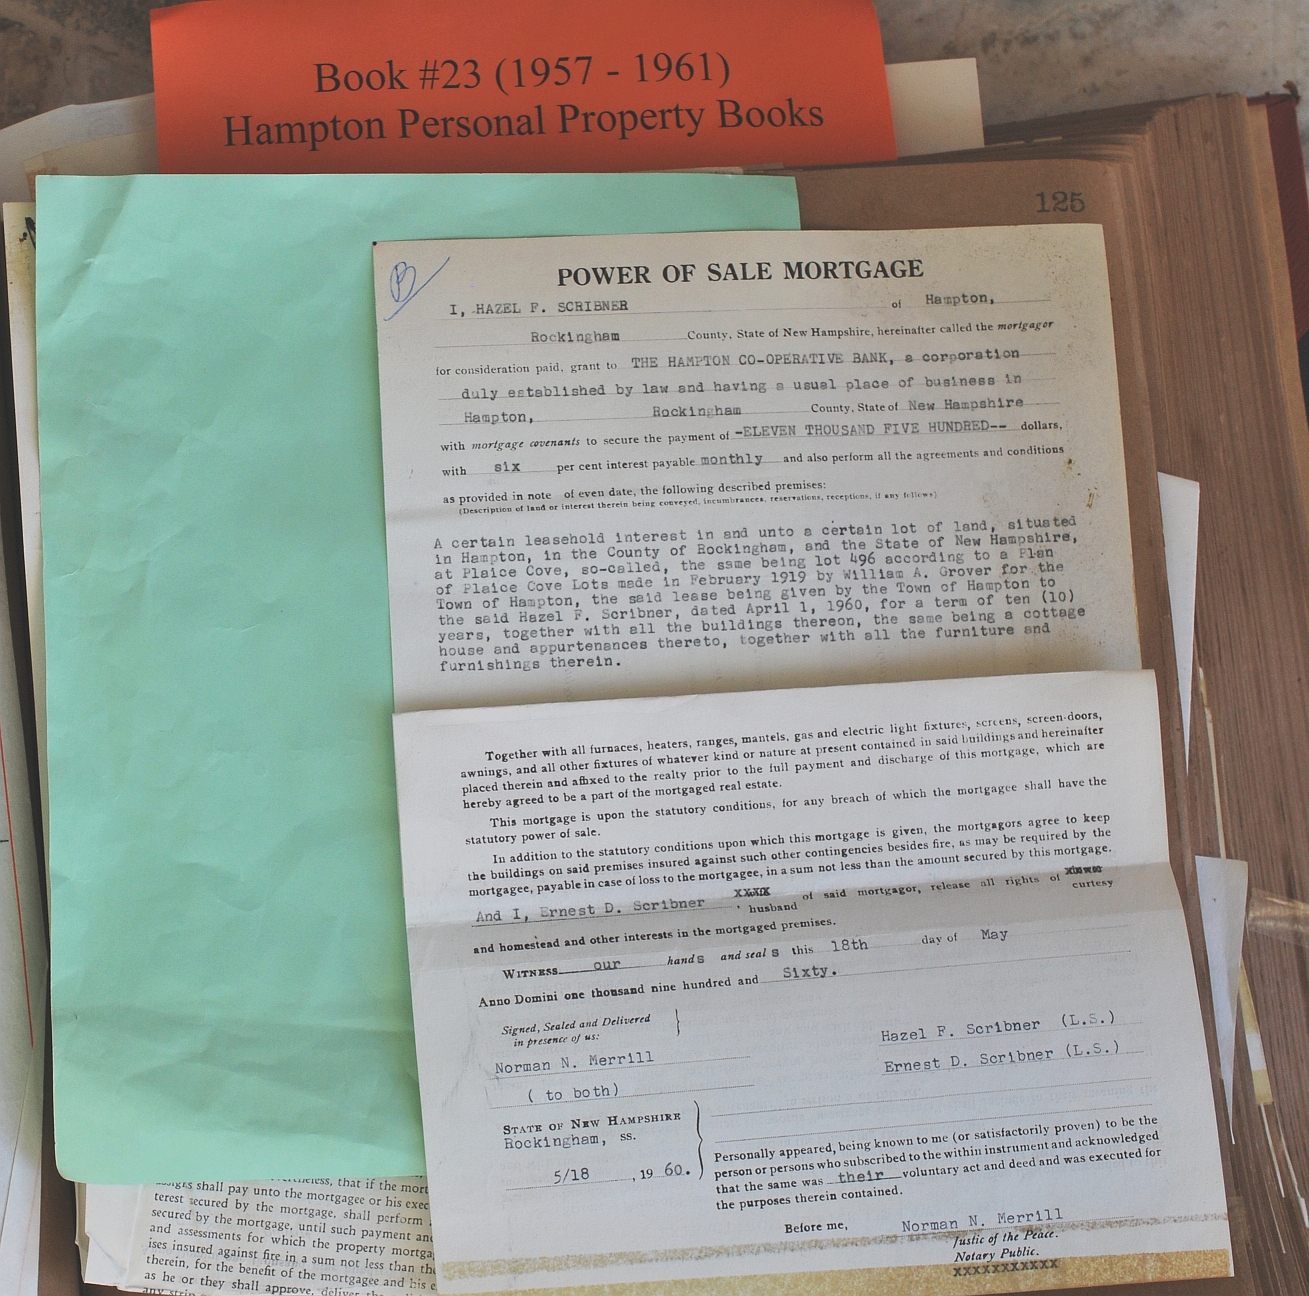 Book #23 (1957 - 1961)
Hampton Personal Property Books
125
B
POWER OF SALE MORTGAGE
I, HAZEL F. SCRIBNER of Hampton,
Rockingham County, State of New Hampshire, hereinafter called the mortgagor
for consideration paid, grant to THE HAMPTON CO-OPERATIVE BANK, a corporation
duly established by law and having a usual place of business in
Hampton, Rockingham County, State of New Hampshire
with mortgage covenants to secure the payment of -ELEVEN THOUSAND FIVE HUNDRED-- dollars,
with six per cent interest payable monthly and also perform all the agreements and conditions
as provided in note of even date, the following described premises:
(Description of land or interest therein being conveyed, incumbrances, reservations, receptions, if any follows)
A certain leasehold interest in and unto a certain lot of land, situated
in Hampton, in the County of Rockingham, and the State of New Hampshire,
at Plaice Cove, so-called, the same being lot 496 according to a Plan
of Plaice Cove Lots made in February 1919 by William A. Grover for the
Town of Hampton, the said lease being given by the Town of Hampton to
the said Hazel F. Scribner, dated April 1, 1960, for a term of ten (10)
years, together with all the buildings thereon, the same being a cottage
house and appurtenances thereto, together with all the furniture and
furnishings therein.
Together with all furnaces, heaters, ranges, mantels, gas and electric light fixtures, screens, screen-doors,
awnings, and all other fixtures of whatever kind or nature at present contained in said buildings and hereinafter
placed therein and affixed to the realty prior to the full payment and discharge of this mortgage, which are
hereby agreed to be a part of the mortgaged real estate.
This mortgage is upon the statutory conditions, for any breach of which the mortgagee shall have the
statutory power of sale.
In addition to the statutory conditions upon which this mortgage is given, the mortgagors agree to keep
the buildings on said premises insured against such other contingencies besides fire, as may be required by the
mortgagee, payable in case of loss to the mortgagee, in a sum not less than the amount secured by this mortgage.
And I, Ernest D. Scribner, husband of said mortgagor, release all rights of curtesy
and homestead and other interests in the mortgaged premises.
WITNESS our hands and seals this 18th day of May
Anno Domini one thousand nine hundred and Sixty.
Signed, Sealed and Delivered
in presence of us:
Norman N. Merrill
( to both)
Hazel F. Scribner (L.S.)
Ernest D. Scribner (L.S.)
STATE OF NEW HAMPSHIRE
Rockingham, ss.
5/18 , 19 60.
Personally appeared, being known to me (or satisfactorily proven) to be the
person or persons who subscribed to the within instrument and acknowledged
that the same was their voluntary act and deed and was executed for
the purposes therein contained.
Before me, Norman N. Merrill
Justic of the Peace.
Notary Public.
XXXXXXXXXXX
that if the mort
shall pay unto the mortgagee or his exec
terest secured by the mortgage, shall perform
secured by the mortgage, until such payment an
and assessments for which the property mortga
ises insured against fire in a sum not less than the
therein, for the benefit of the mortgagee and his e
as he or they shall approve, deliver the
any strip